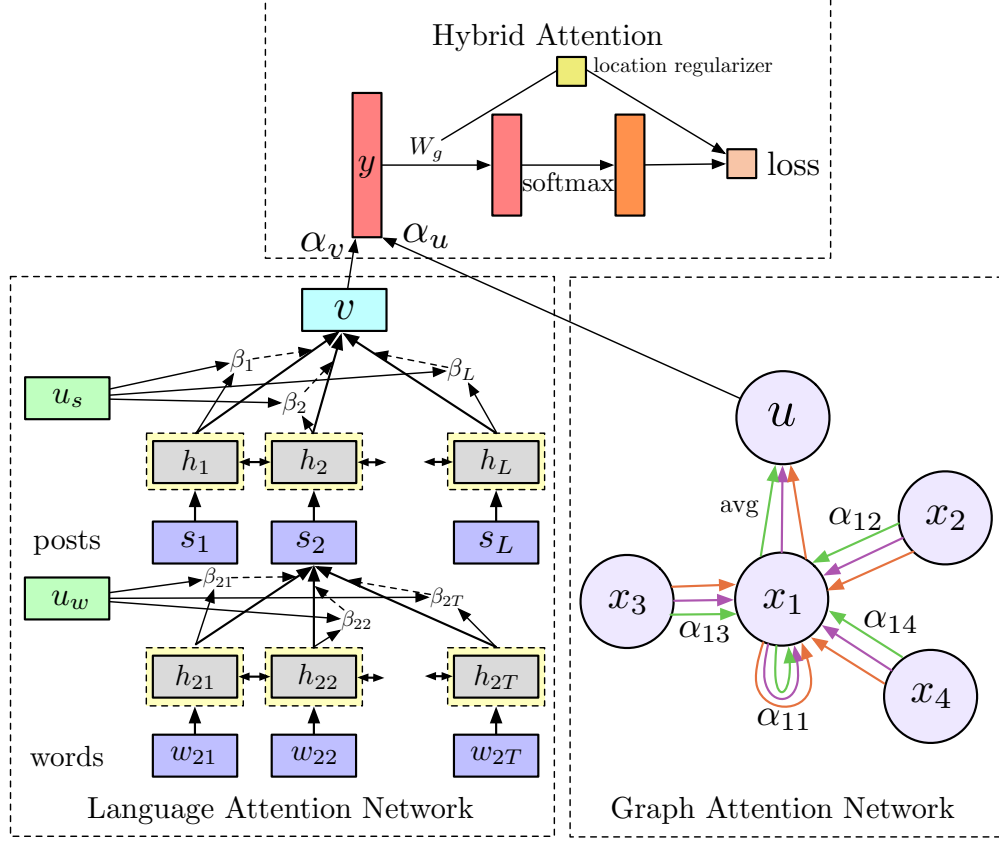 Hybrid Attention
location regularizer
W_g
y
softmax
loss
α_v
α_u
v
β_1
β_L
u_s
β_2
u
h_1
h_2
h_L
avg
α_12
x_2
posts
s_1
s_2
s_L
u_w
β_21
β_2T
β_22
x_3
x_1
α_13
α_14
h_21
h_22
h_2T
x_4
α_11
words
w_21
w_22
w_2T
Language Attention Network
Graph Attention Network